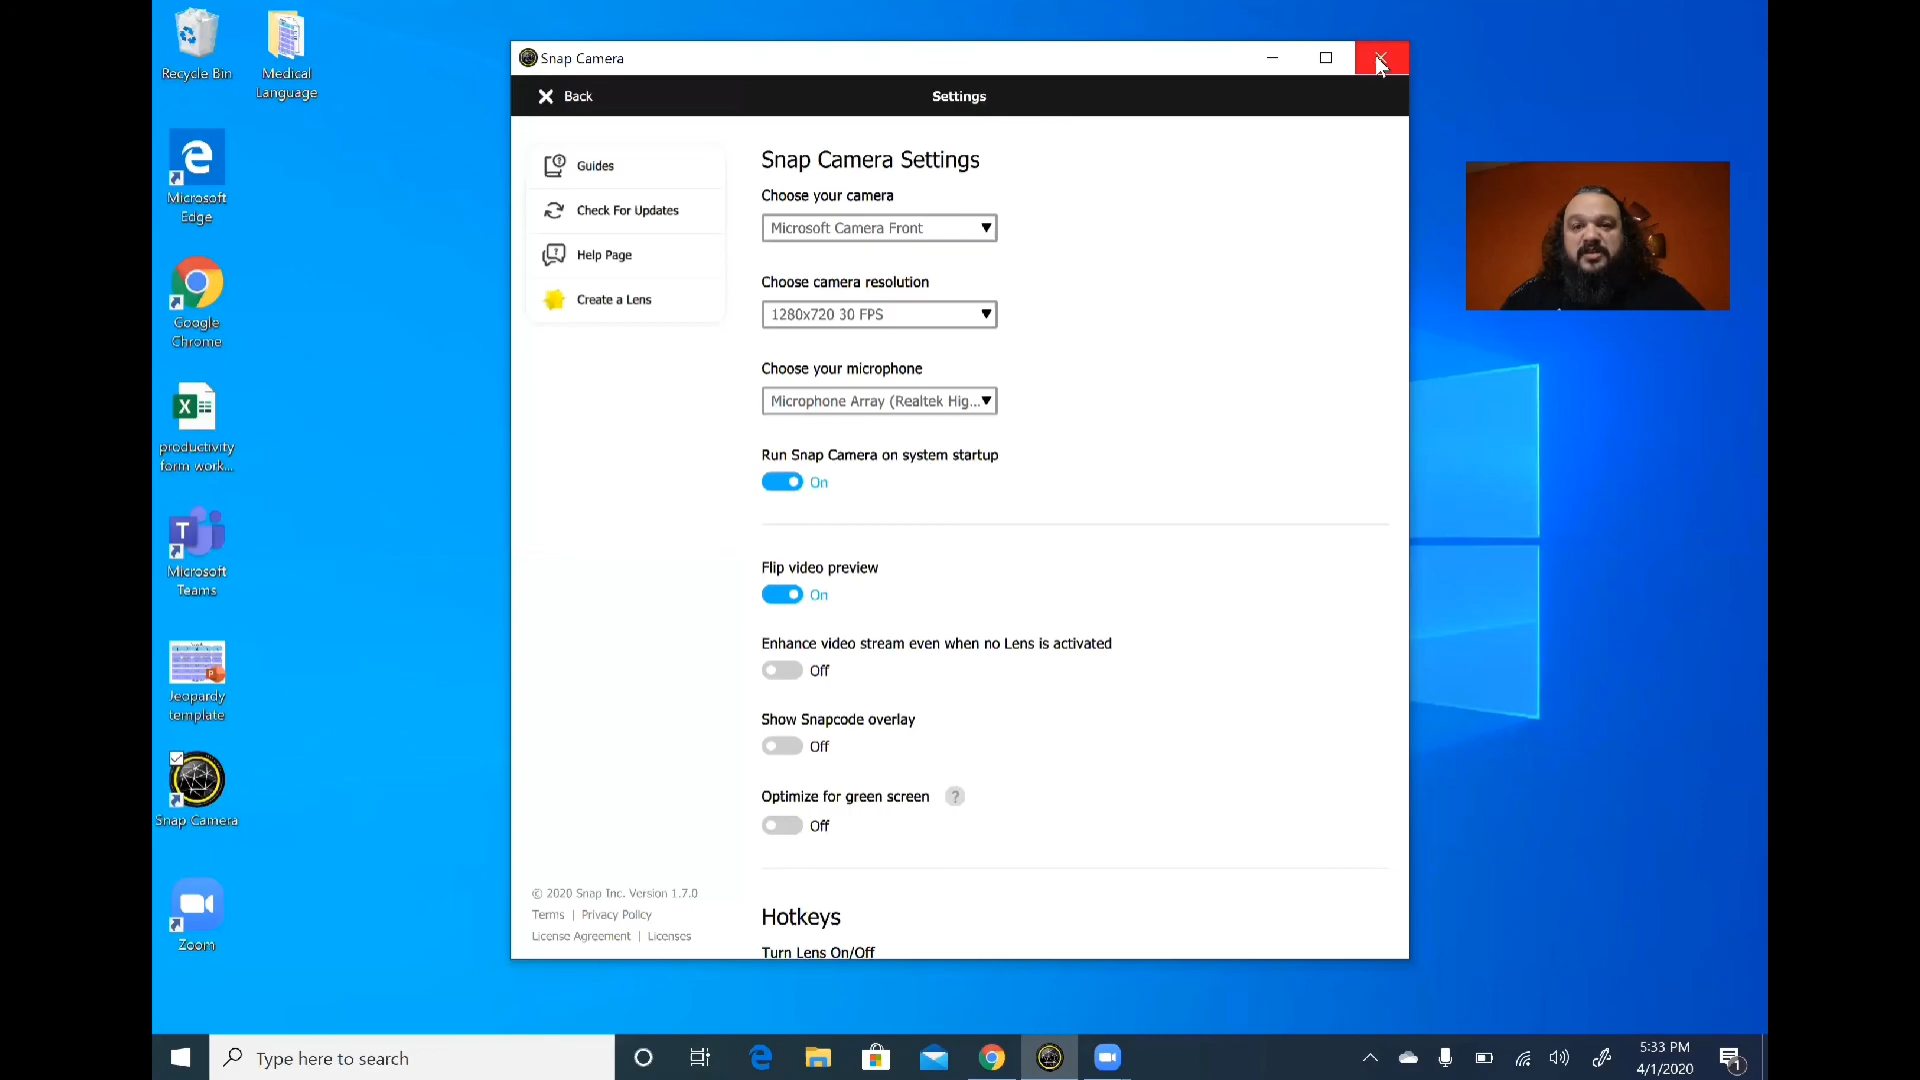 Recycle Bin
Medical
Language
Microsoft
Edge
Google
Chrome
productivity
form work...
Microsoft
Teams
Jeopardy
template
Snap Camera
Zoom
Snap Camera
Back
Settings
Guides
Check For Updates
Help Page
Create a Lens
© 2020 Snap Inc. Version 1.7.0
Terms | Privacy Policy
License Agreement | Licenses
Snap Camera Settings
Choose your camera
Microsoft Camera Front
Choose camera resolution
1280x720 30 FPS
Choose your microphone
Microphone Array (Realtek Hig...
Run Snap Camera on system startup
On
Flip video preview
On
Enhance video stream even when no Lens is activated
Off
Show Snapcode overlay
Off
Optimize for green screen ?
Off
Hotkeys
Turn Lens On/Off
Type here to search
5:33 PM
4/1/2020
1